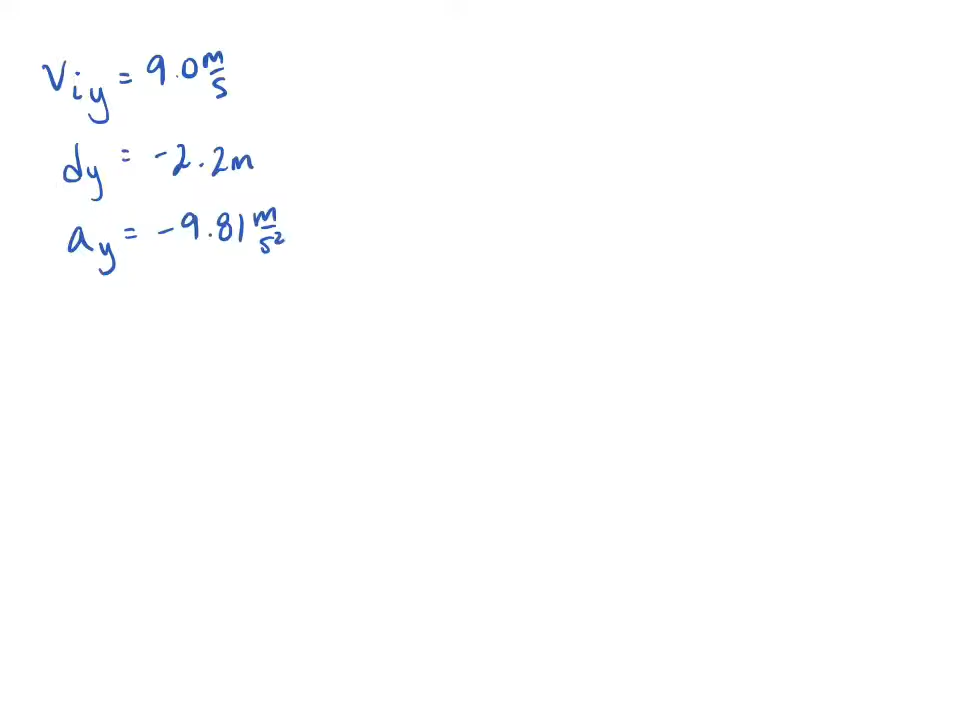 Viy = 9.0 m/s
dy = -2.2m
ay = -9.81 m/s²